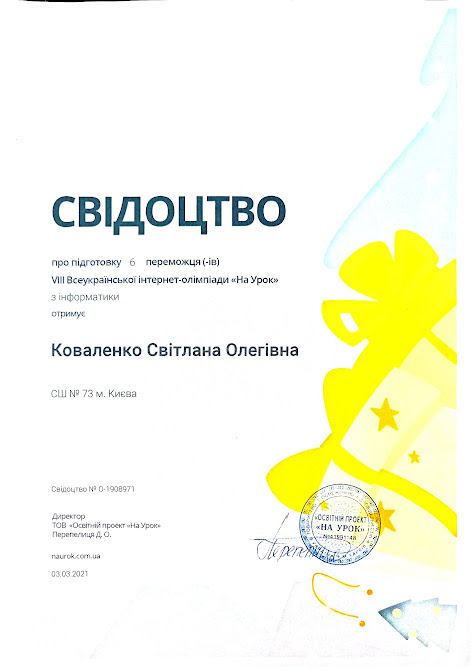 СВІДОЦТВО
про підготовку 6 переможця (-ів)
VIII Всеукраїнської інтернет-олімпіади «На Урок»
з інформатики
отримує
Коваленко Світлана Олегівна
СШ № 73 м. Києва
Свідоцтво № O-1908971
Директор
ТОВ «Освітній проект «На Урок»
Перепелиця Д. О.
naurok.com.ua
03.03.2021
«ОСВІТНІЙ ПРОЕКТ
«НА УРОК»